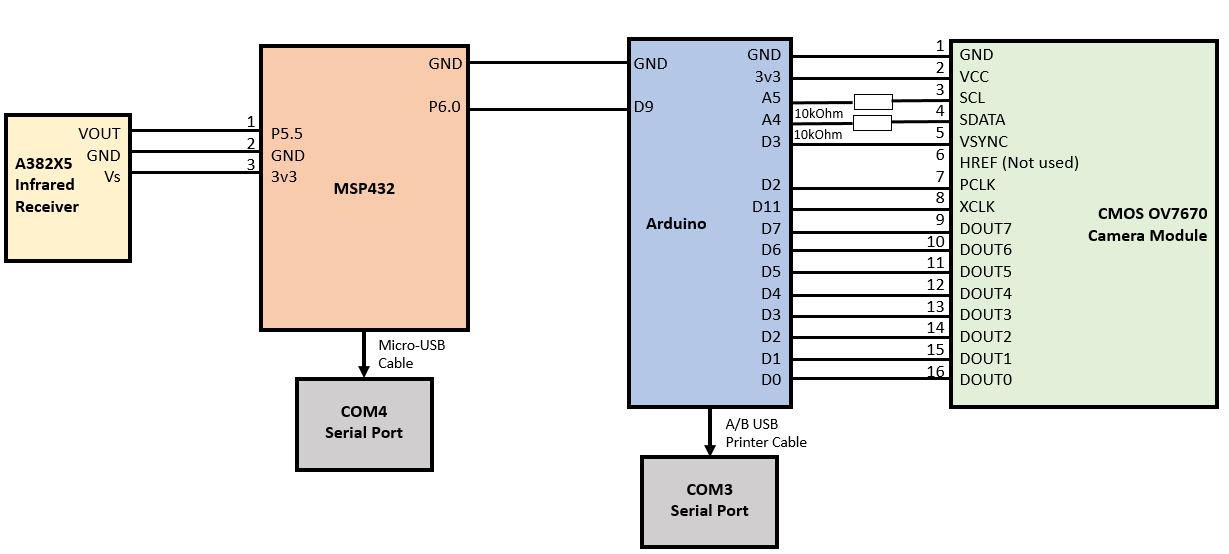 A382X5
Infrared
Receiver
VOUT
GND
Vs
1
2
3
P5.5
GND
3v3
MSP432
GND
P6.0
Micro-USB
Cable
COM4
Serial Port
GND
D9
Arduino
GND
3v3
A5
A4
D3
D2
D11
D7
D6
D5
D4
D3
D2
D1
D0
10kOhm
10kOhm
A/B USB
Printer Cable
COM3
Serial Port
1
2
3
4
5
6
7
8
9
10
11
12
13
14
15
16
GND
VCC
SCL
SDATA
VSYNC
HREF (Not used)
PCLK
XCLK
DOUT7
DOUT6
DOUT5
DOUT4
DOUT3
DOUT2
DOUT1
DOUT0
CMOS OV7670
Camera Module